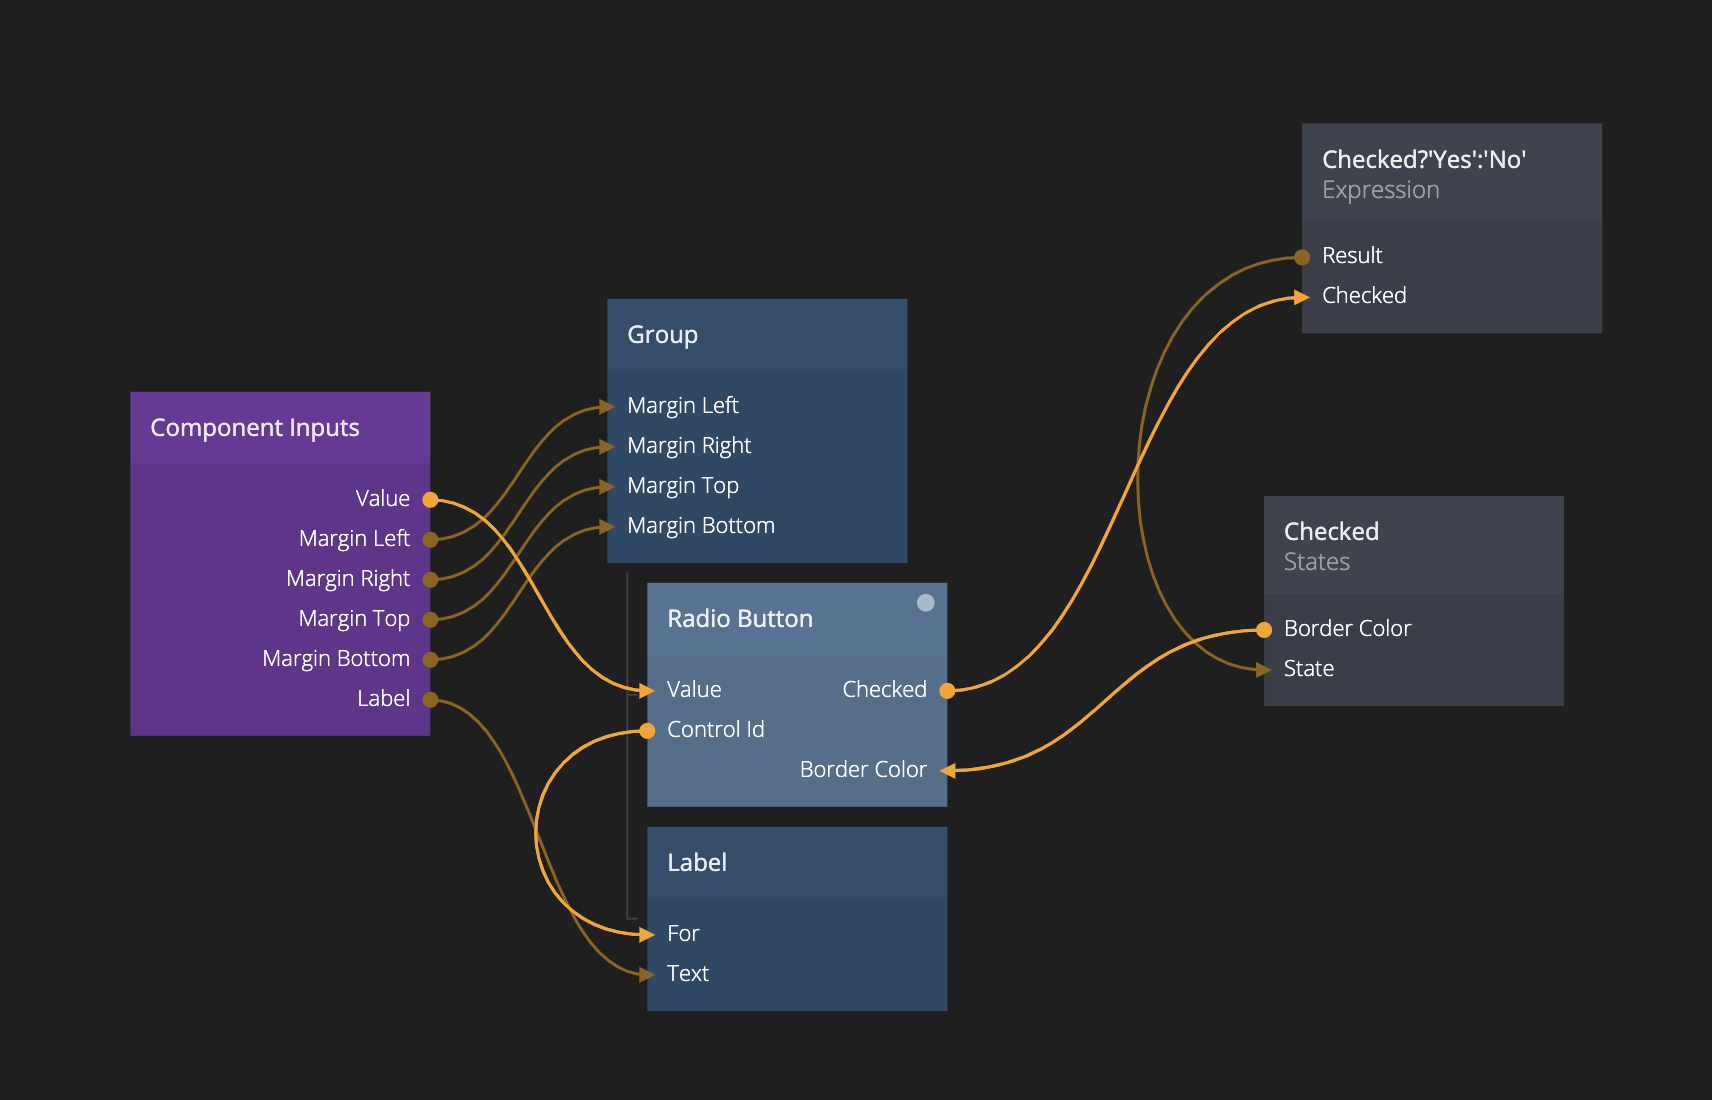 Component Inputs
Value
Margin Left
Margin Right
Margin Top
Margin Bottom
Label
Group
Margin Left
Margin Right
Margin Top
Margin Bottom
Radio Button
Value Checked
Control Id
Border Color
Label
For
Text
Checked?'Yes':'No'
Expression
Result
Checked
Checked
States
Border Color
State